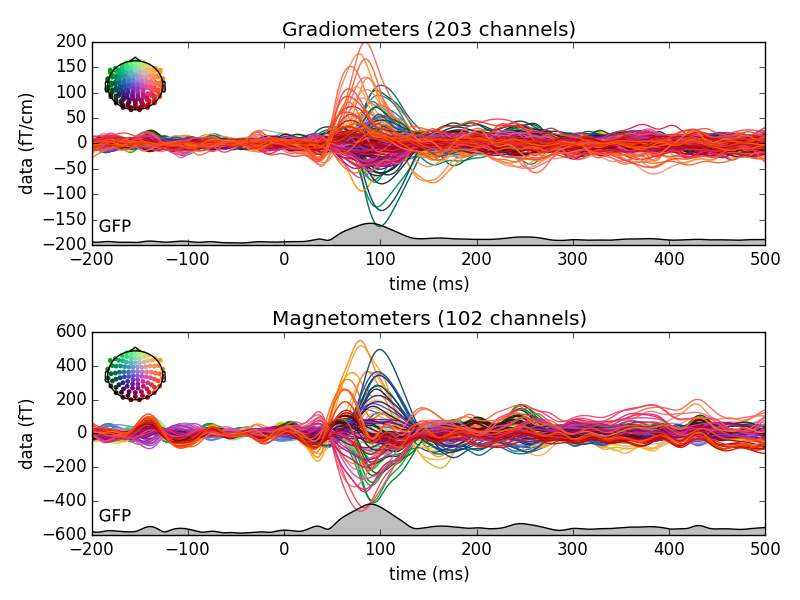 Gradiometers (203 channels)
200
150
100
50
0
−50
−100
−150
−200
data (fT/cm)
GFP
−200 −100 0 100 200 300 400 500
time (ms)
Magnetometers (102 channels)
600
400
200
0
−200
−400
−600
data (fT)
GFP
−200 −100 0 100 200 300 400 500
time (ms)